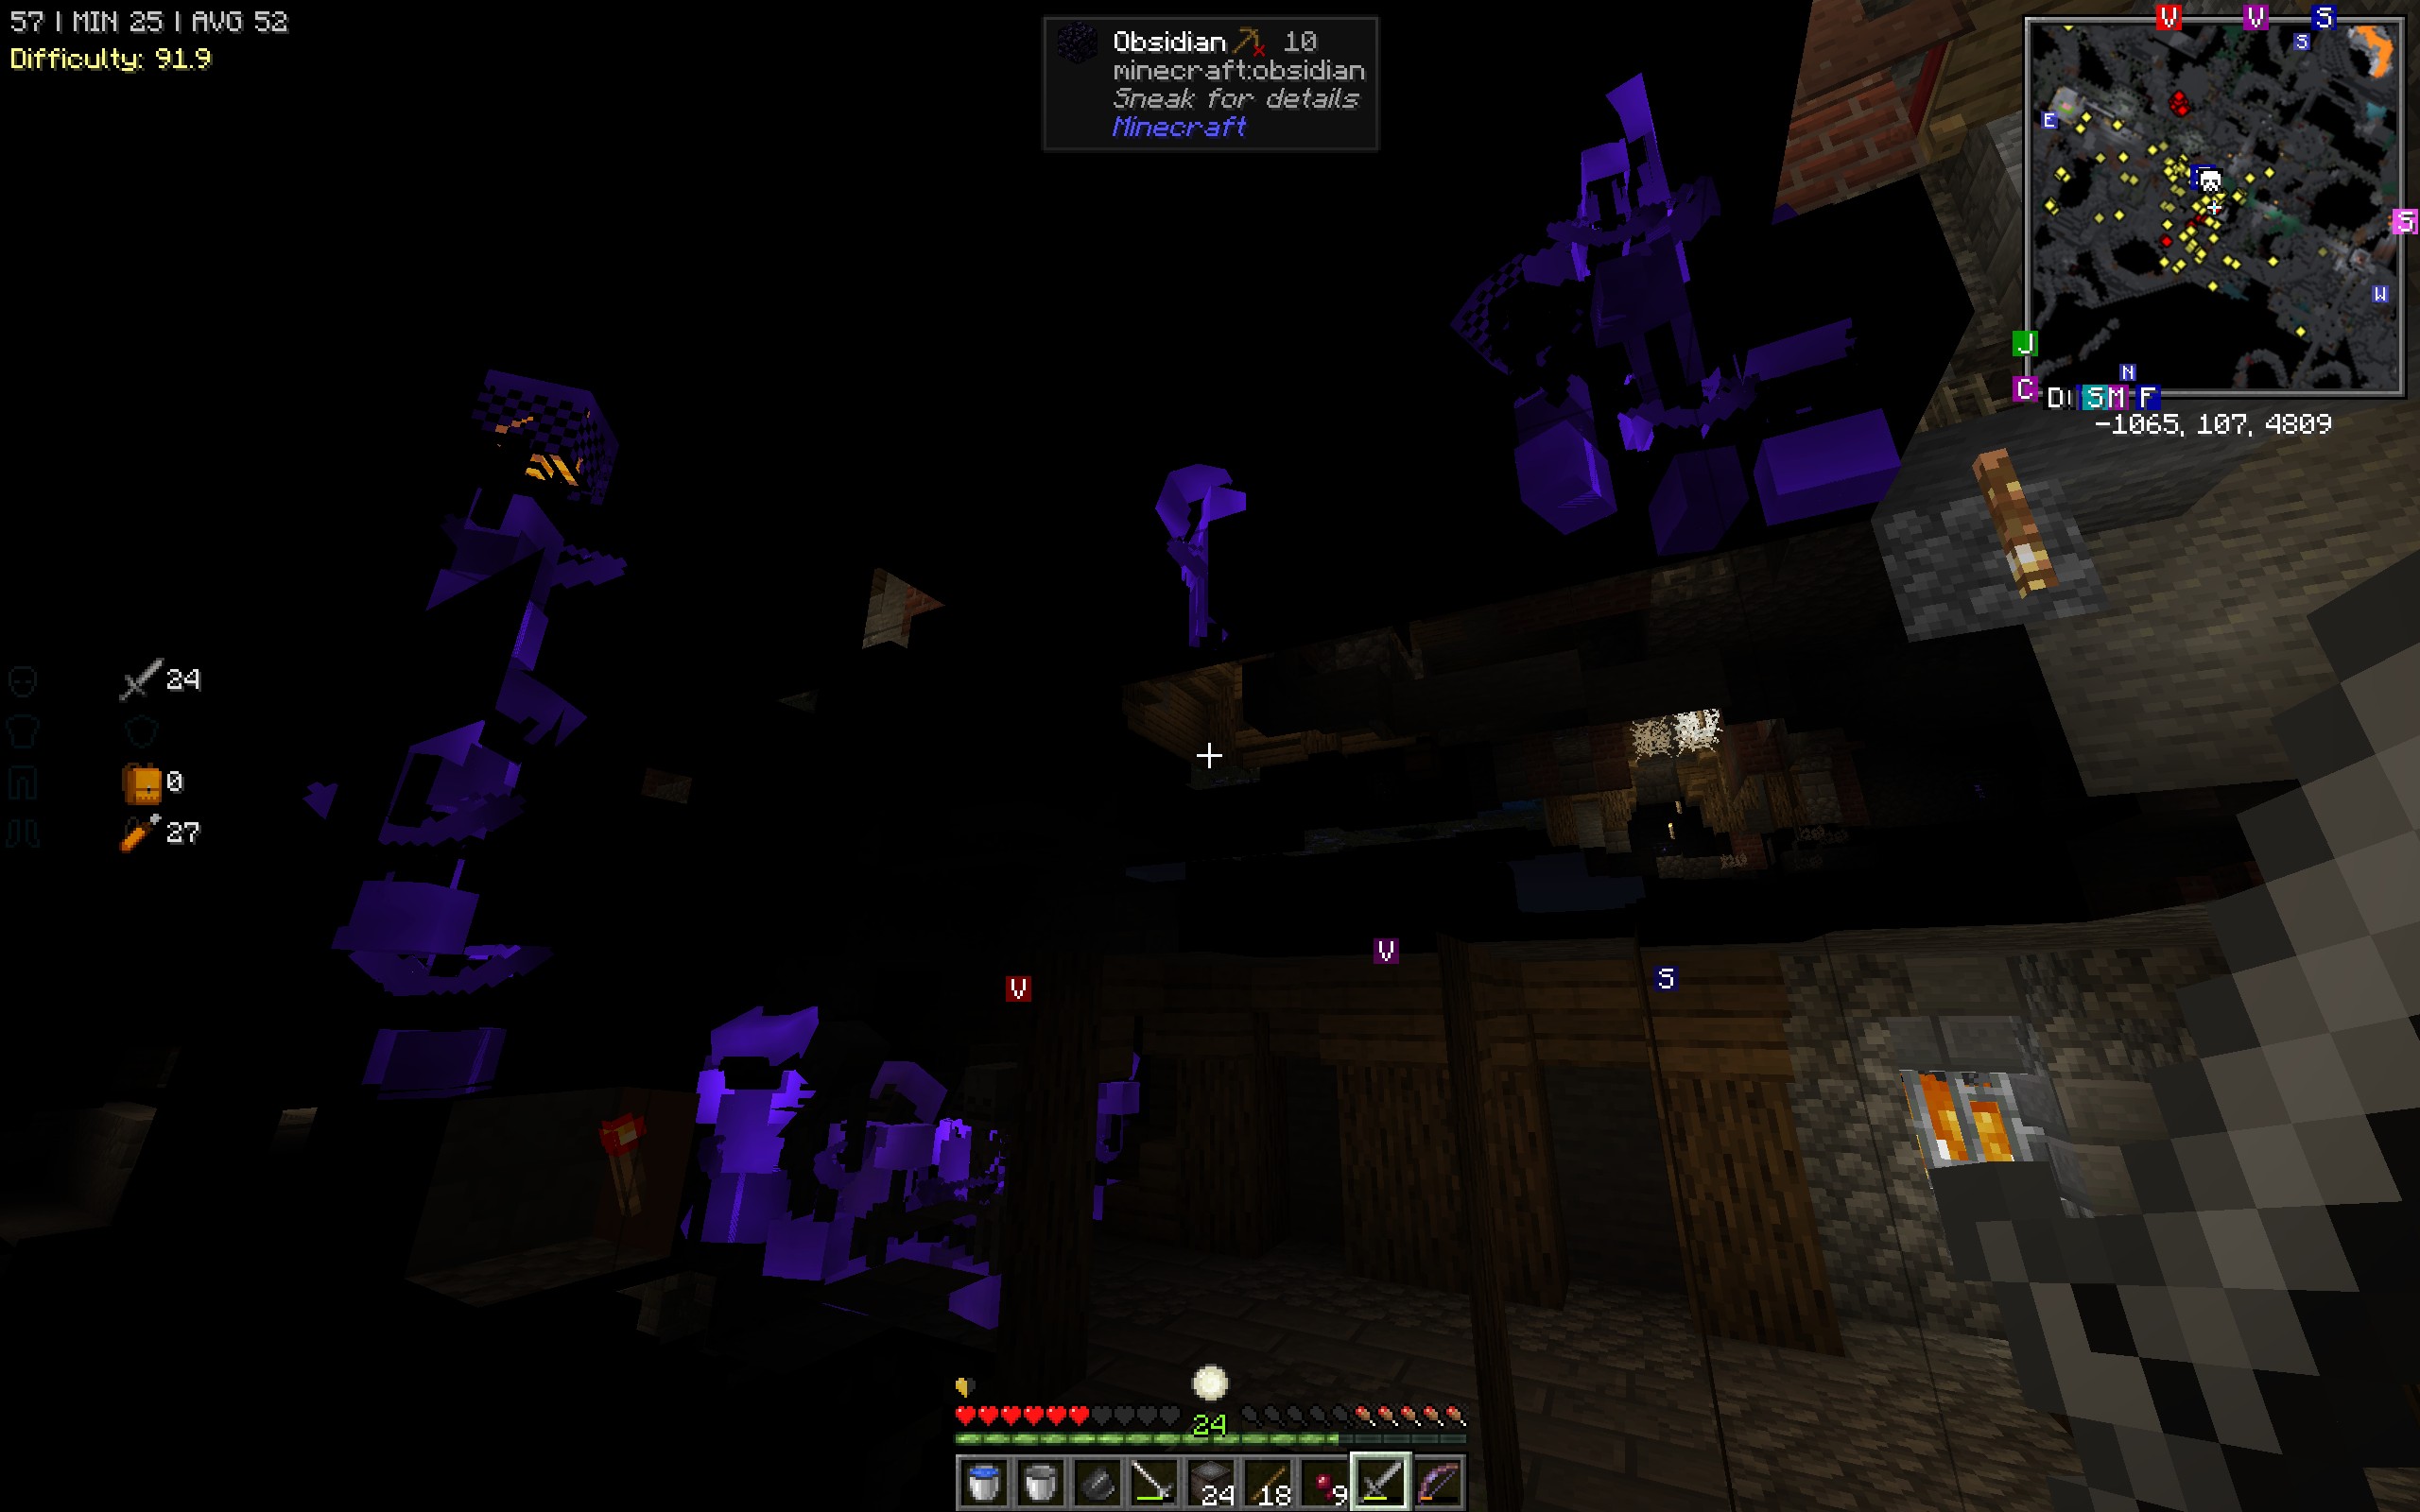 57 | MIN 25 | AVG 52
Difficulty: 91.9
Obsidian 10
minecraft:obsidian
Sneak for details
Minecraft
V V S
S
E
S
W
J
N
C D S M F
-1065, 107, 4809
24
0
27
V
V
S
24
24 18 9